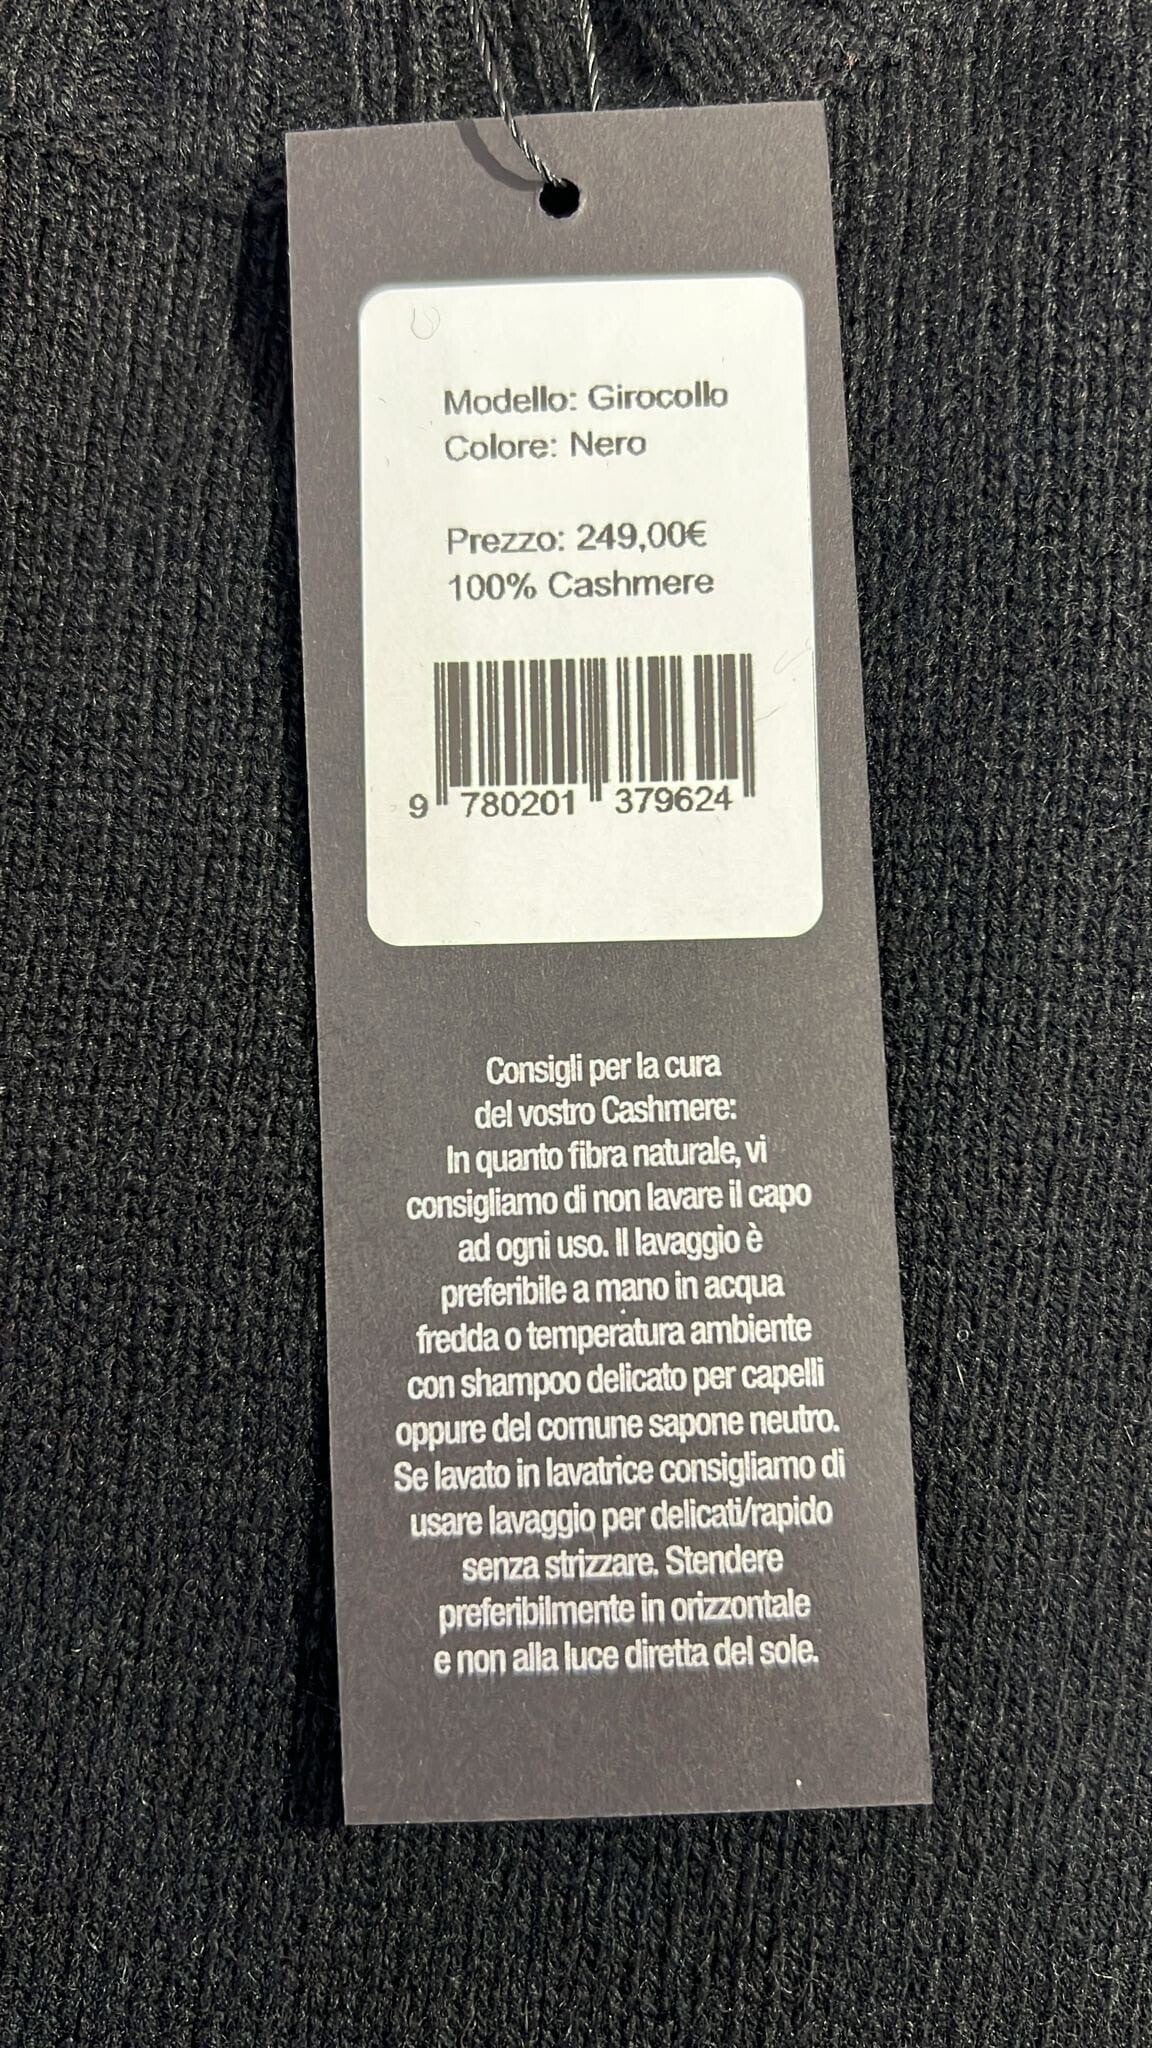 Modello: Girocollo
Colore: Nero
Prezzo: 249,00€
100% Cashmere
9 780201 379624
Consigli per la cura
del vostro Cashmere:
In quanto fibra naturale, vi
consigliamo di non lavare il capo
ad ogni uso. Il lavaggio è
preferibile a mano in acqua
fredda o temperatura ambiente
con shampoo delicato per capelli
oppure del comune sapone neutro.
Se lavato in lavatrice consigliamo di
usare lavaggio per delicati/rapido
senza strizzare. Stendere
preferibilmente in orizzontale
e non alla luce diretta del sole.